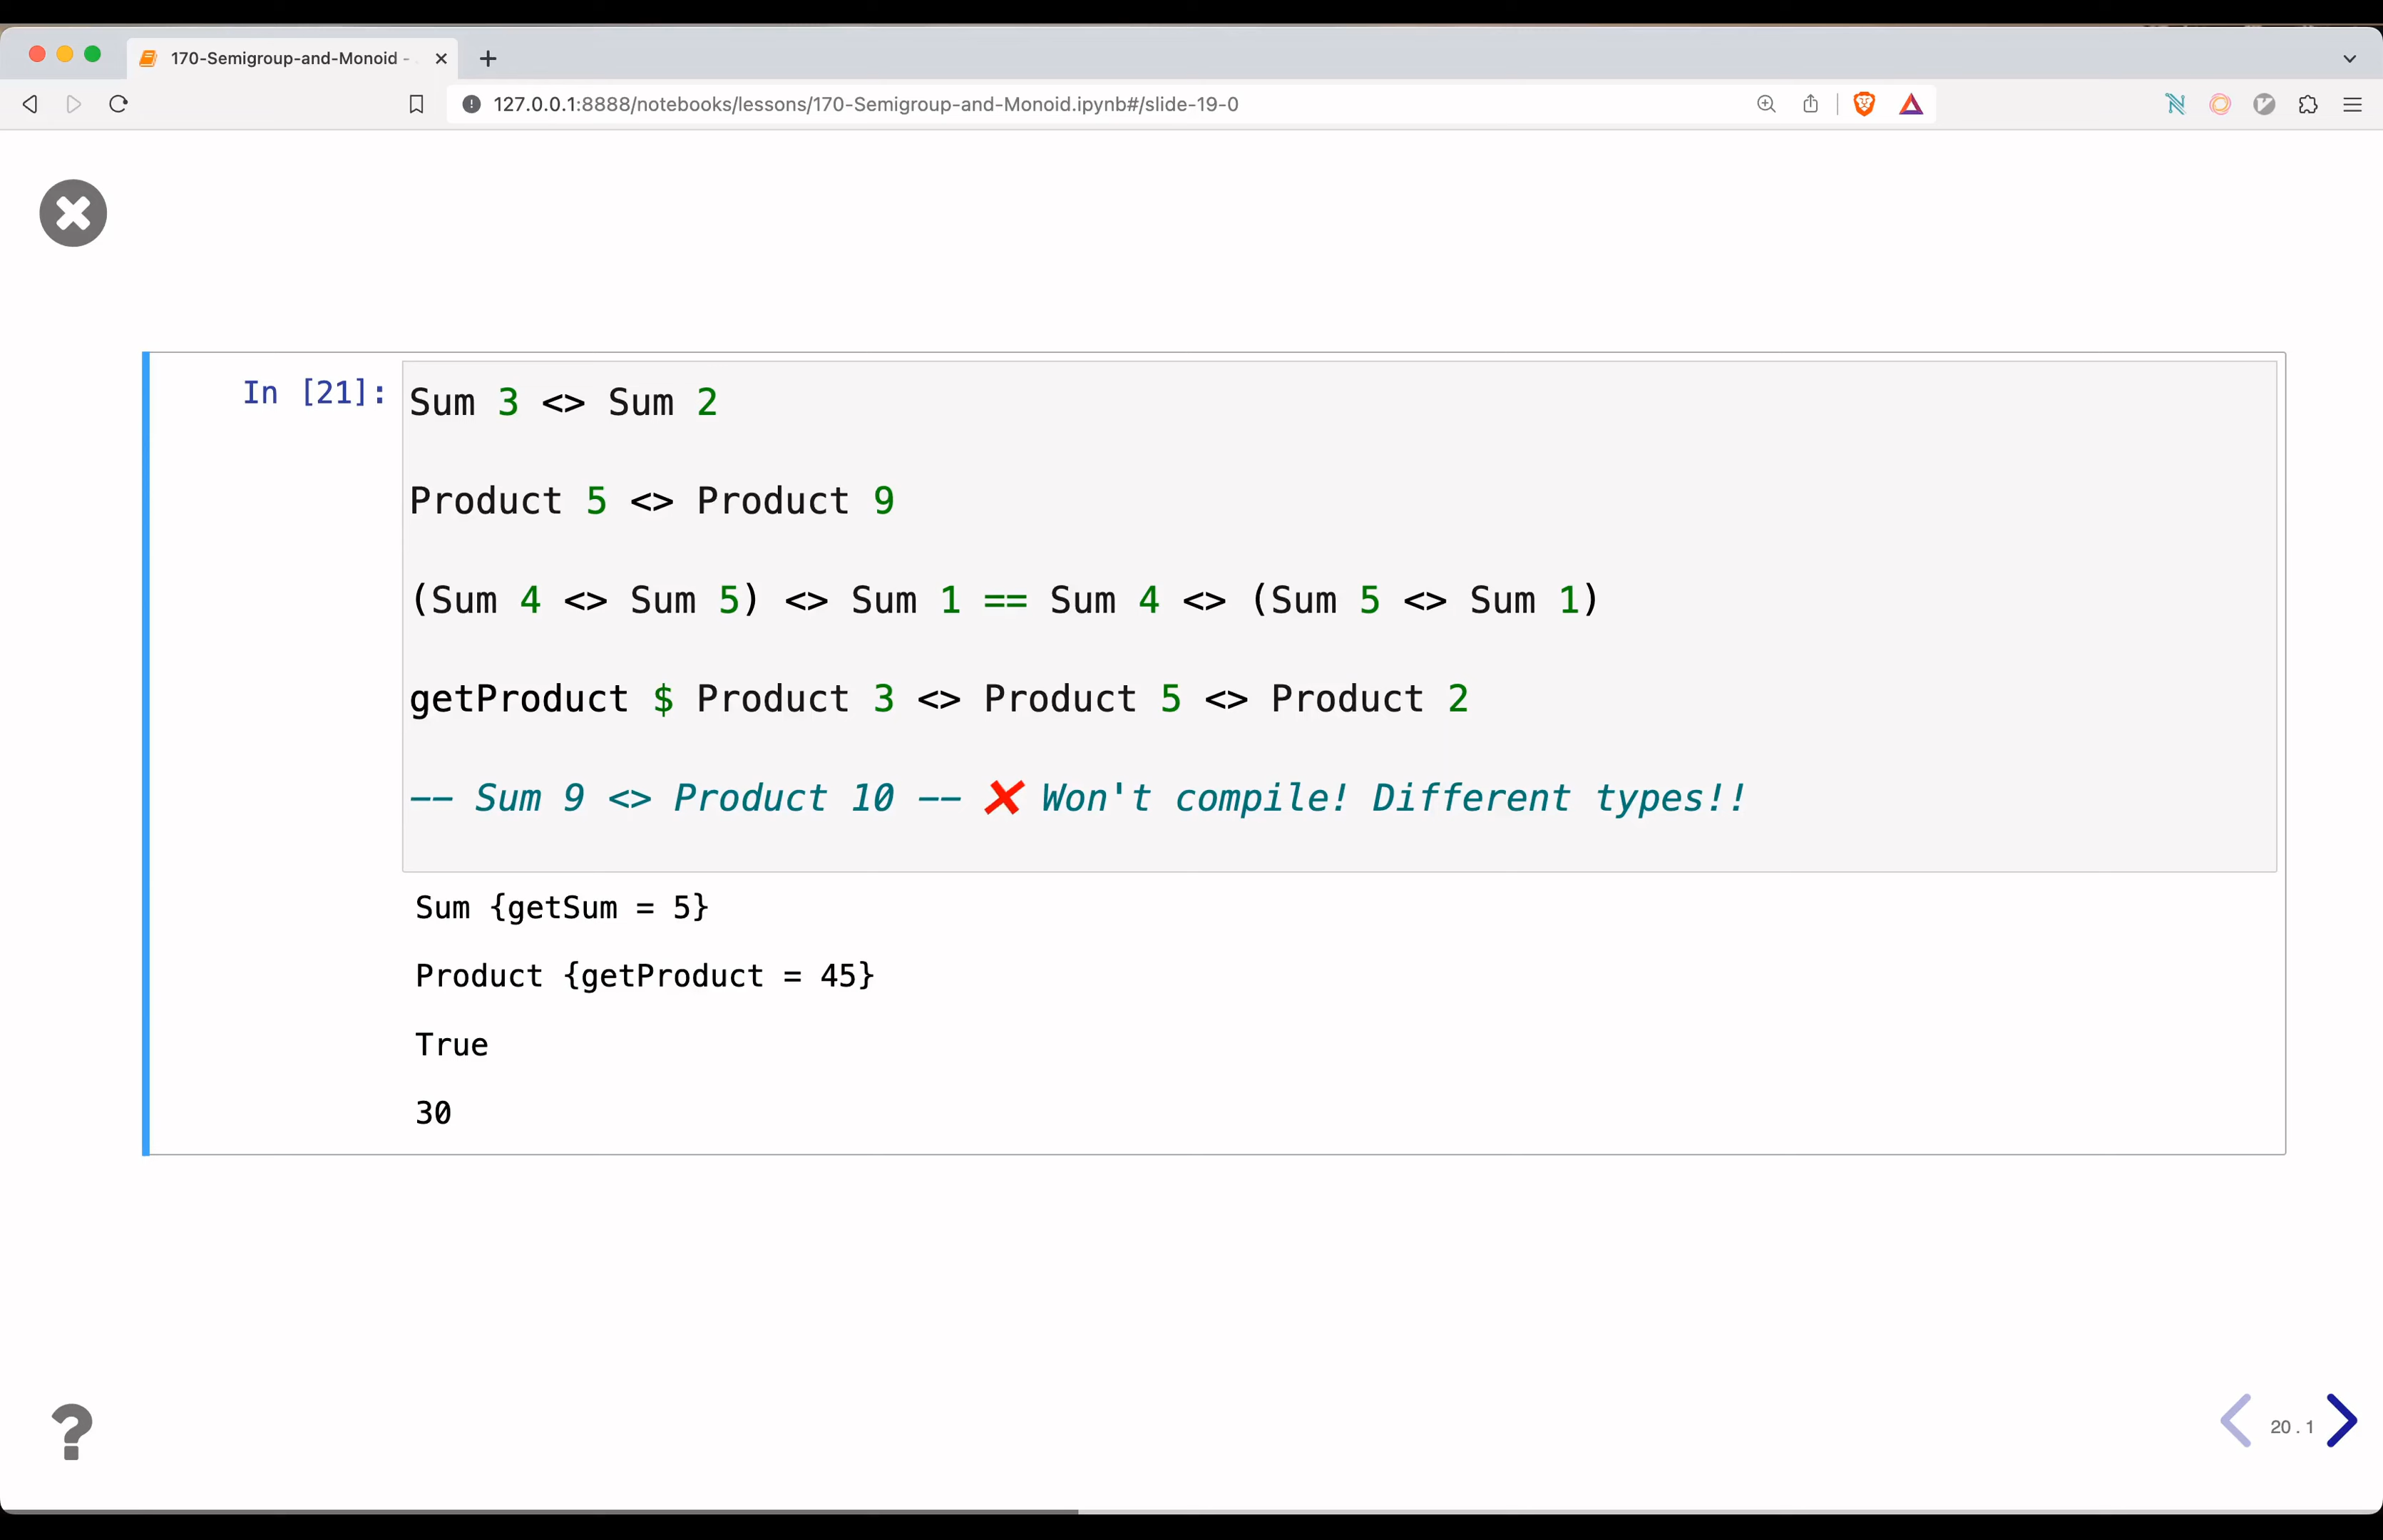 170-Semigroup-and-Monoid -
127.0.0.1:8888/notebooks/lessons/170-Semigroup-and-Monoid.ipynb#/slide-19-0
In [21]:
Sum 3 <> Sum 2
Product 5 <> Product 9
(Sum 4 <> Sum 5) <> Sum 1 == Sum 4 <> (Sum 5 <> Sum 1)
getProduct $ Product 3 <> Product 5 <> Product 2
-- Sum 9 <> Product 10 -- ❌ Won't compile! Different types!!
Sum {getSum = 5}
Product {getProduct = 45}
True
30
?
20 . 1